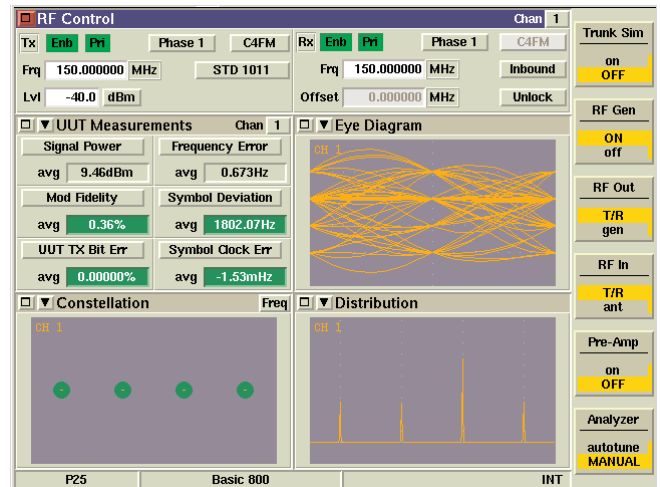 RF Control Chan 1
Tx Enb Pri Phase 1 C4FM
Frq 150.000000 MHz STD 1011
Lvl -40.0 dBm
Rx Enb Pri Phase 1 C4FM
Frq 150.000000 MHz Inbound
Offset 0.000000 MHz Unlock
UUT Measurements Chan 1
Signal Power Frequency Error
avg 9.46dBm avg 0.673Hz
Mod Fidelity Symbol Deviation
avg 0.36% avg 1802.07Hz
UUT TX Bit Err Symbol Clock Err
avg 0.00000% avg -1.53mHz
Eye Diagram
CH 1
Constellation Freq
CH 1
Distribution
CH 1
P25 Basic 800 INT
Trunk Sim
on
OFF
RF Gen
ON
off
RF Out
T/R
gen
RF In
T/R
ant
Pre-Amp
on
OFF
Analyzer
autotune
MANUAL